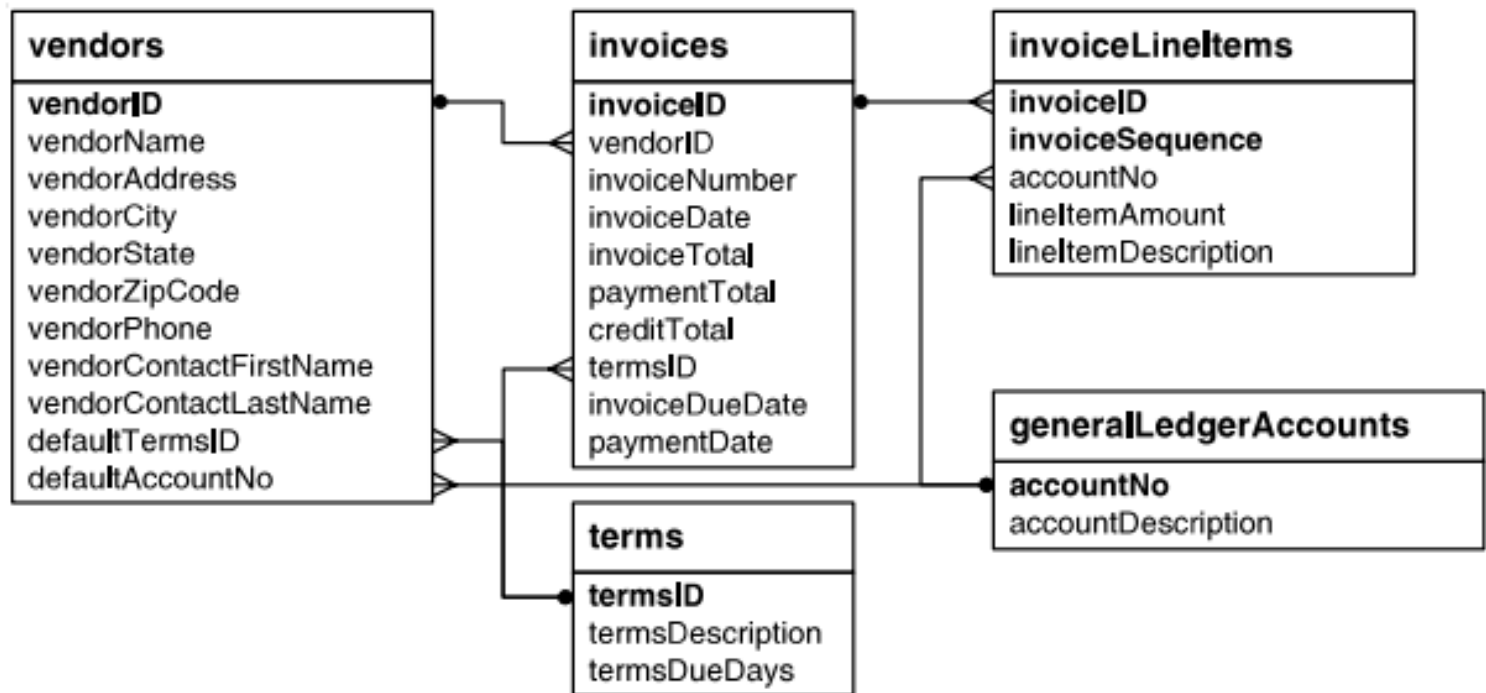 vendors
vendorID
vendorName
vendorAddress
vendorCity
vendorState
vendorZipCode
vendorPhone
vendorContactFirstName
vendorContactLastName
defaultTermsID
defaultAccountNo
invoices
invoiceID
vendorID
invoiceNumber
invoiceDate
invoiceTotal
paymentTotal
creditTotal
termsID
invoiceDueDate
paymentDate
terms
termsID
termsDescription
termsDueDays
invoiceLineItems
invoiceID
invoiceSequence
accountNo
lineItemAmount
lineItemDescription
generalLedgerAccounts
accountNo
accountDescription